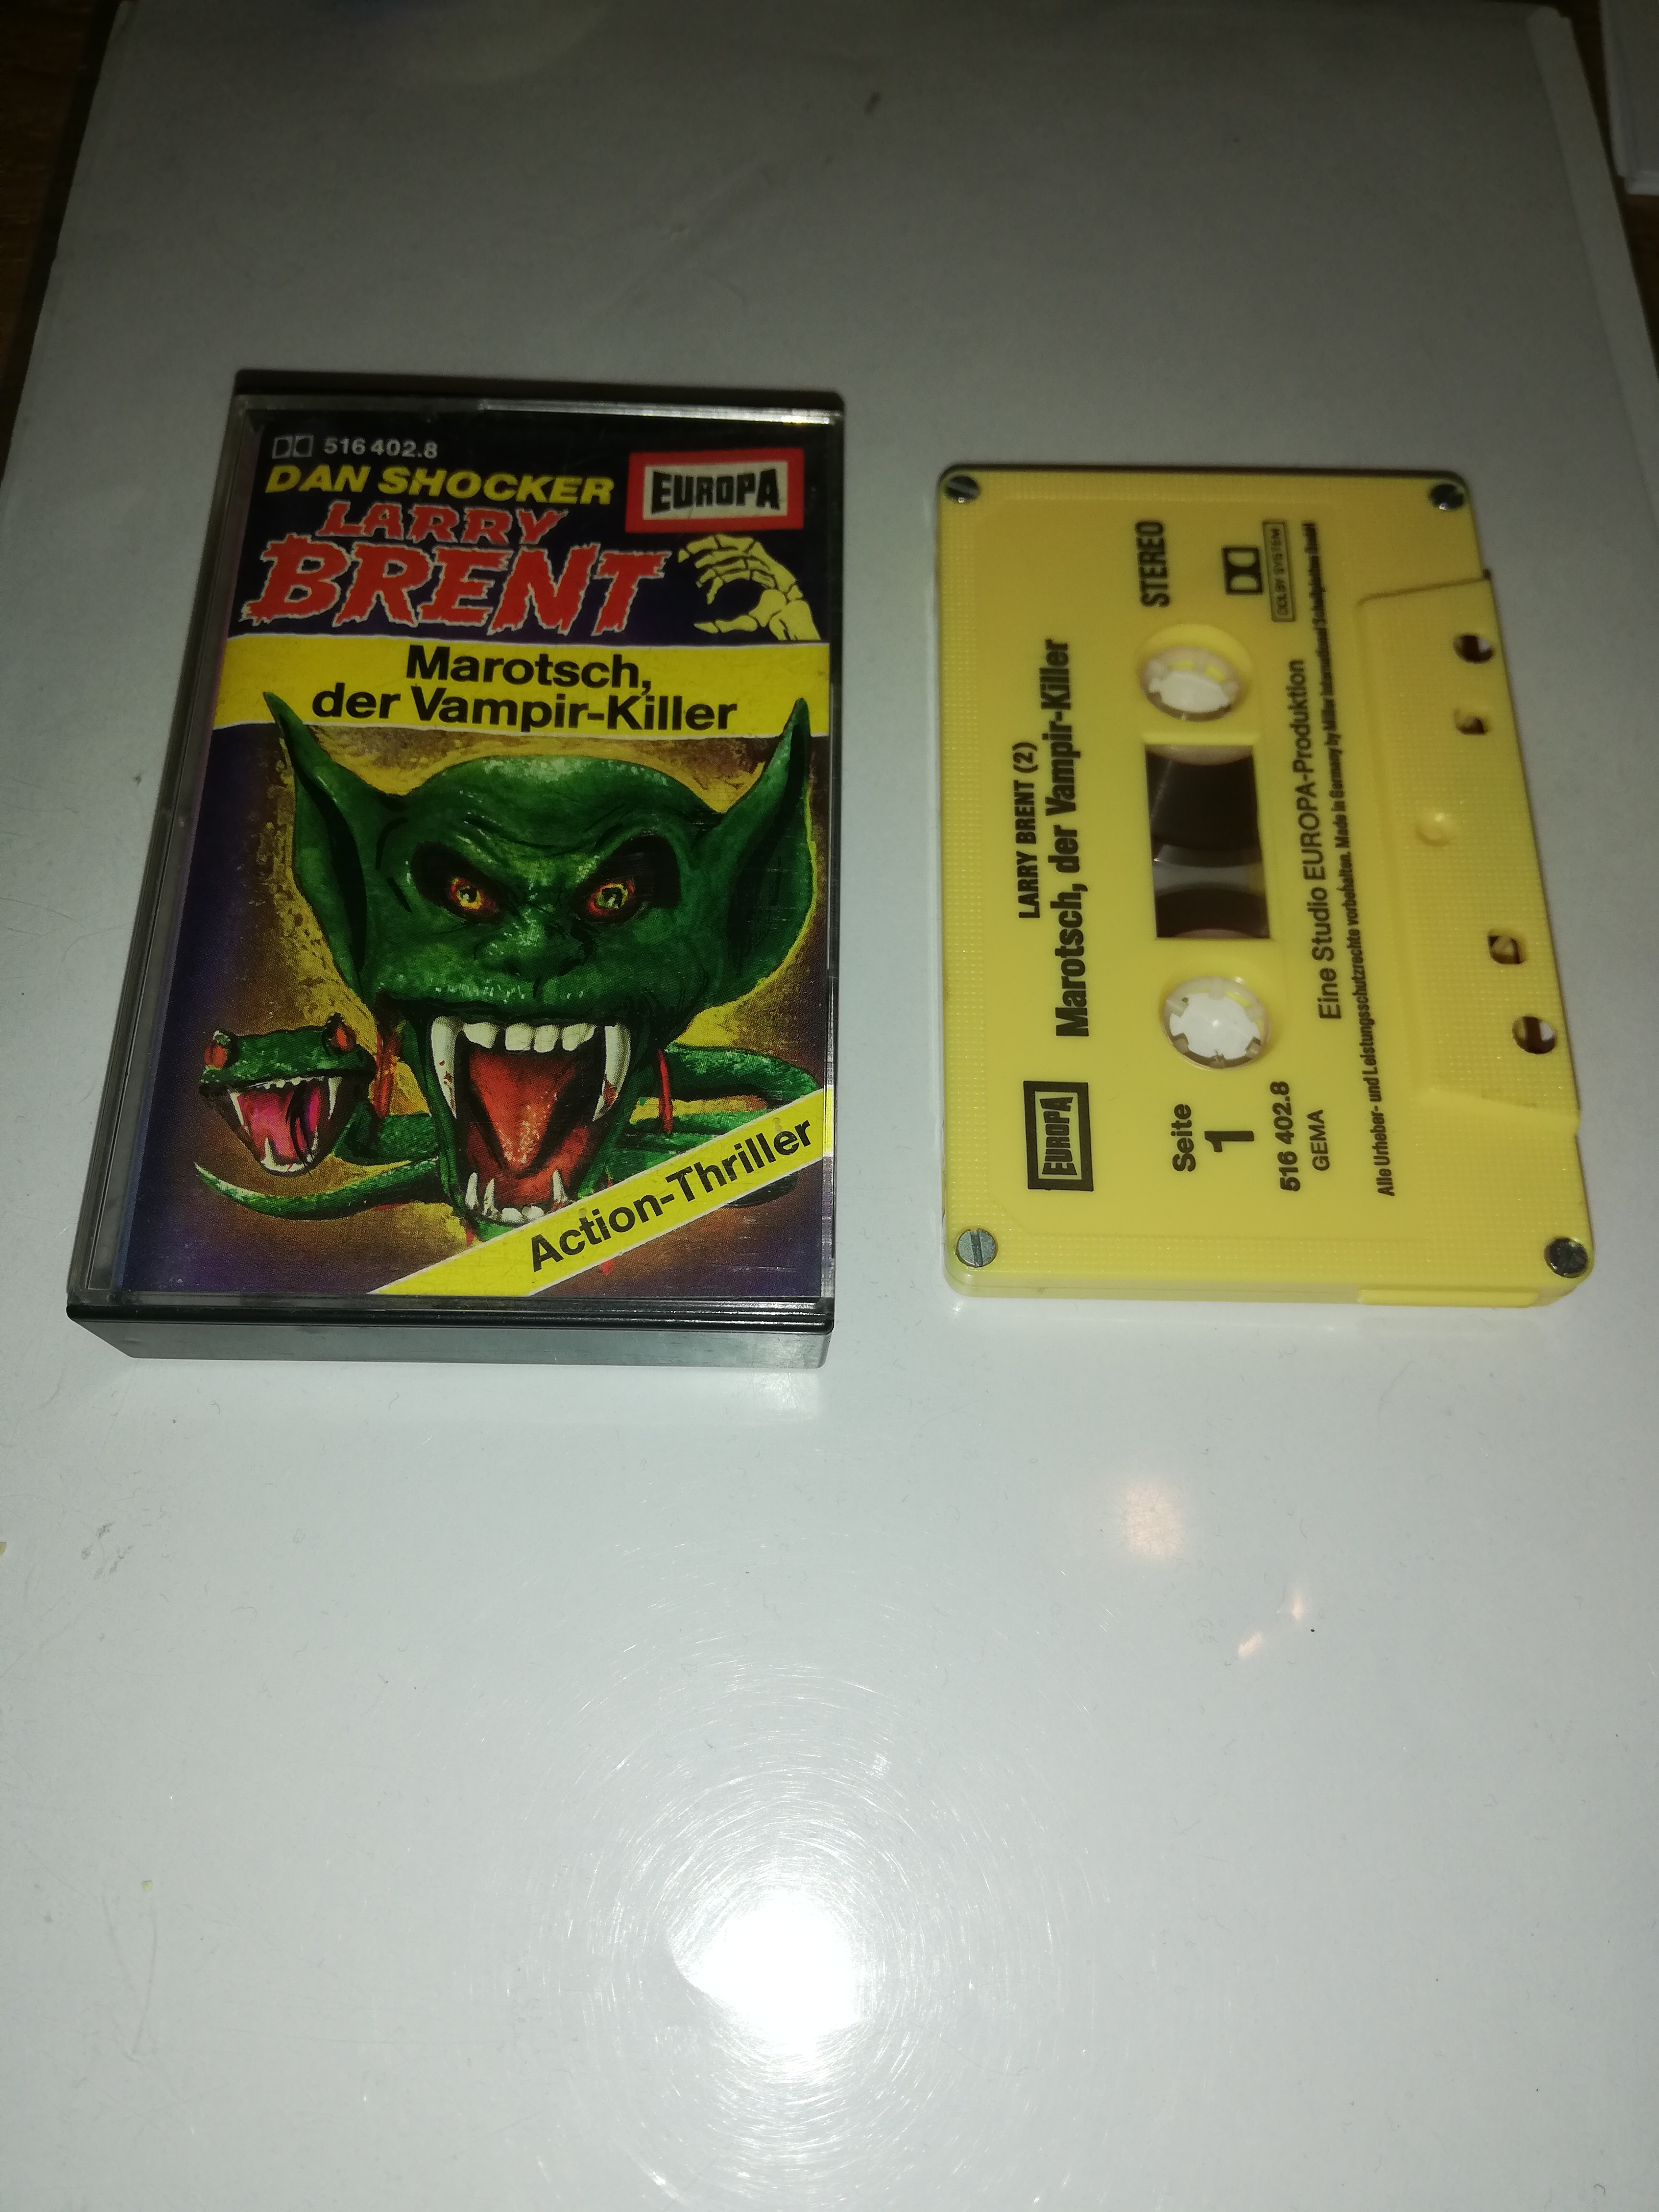 516 402.8
DAN SHOCKER
EUROPA
LARRY
BRENT
Marotsch,
der Vampir-Killer
Action-Thriller
LARRY BRENT (2)
Marotsch, der Vampir-Killer
EUROPA
STEREO
Seite
1
DOLBY SYSTEM
516 402.8
GEMA
Eine Studio EUROPA-Produktion
Alle Urheber- und Leistungsschutzrechte vorbehalten. Made in Germany by Miller International Schallplatten GmbH